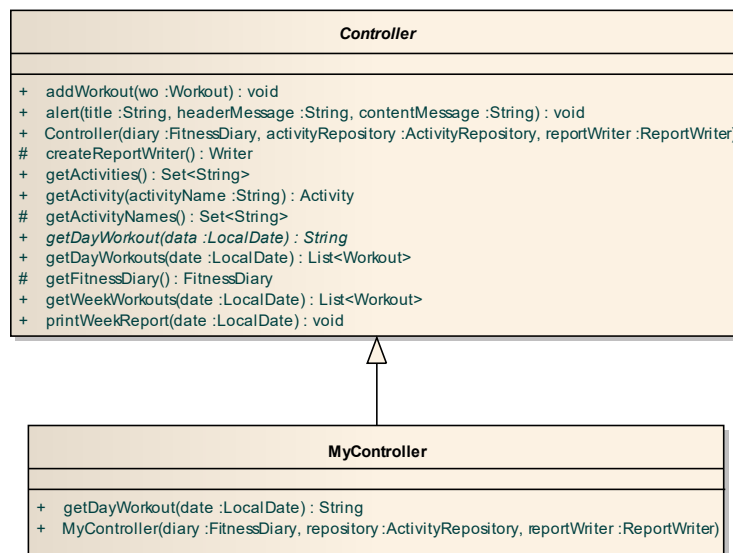 Controller
+ addWorkout(wo :Workout) : void
+ alert(title :String, headerMessage :String, contentMessage :String) : void
+ Controller(diary :FitnessDiary, activityRepository :ActivityRepository, reportWriter :ReportWriter)
# createReportWriter() : Writer
+ getActivities() : Set<String>
+ getActivity(activityName :String) : Activity
# getActivityNames() : Set<String>
+ getDayWorkout(data :LocalDate) : String
+ getDayWorkouts(date :LocalDate) : List<Workout>
# getFitnessDiary() : FitnessDiary
+ getWeekWorkouts(date :LocalDate) : List<Workout>
+ printWeekReport(date :LocalDate) : void
MyController
+ getDayWorkout(date :LocalDate) : String
+ MyController(diary :FitnessDiary, repository :ActivityRepository, reportWriter :ReportWriter)